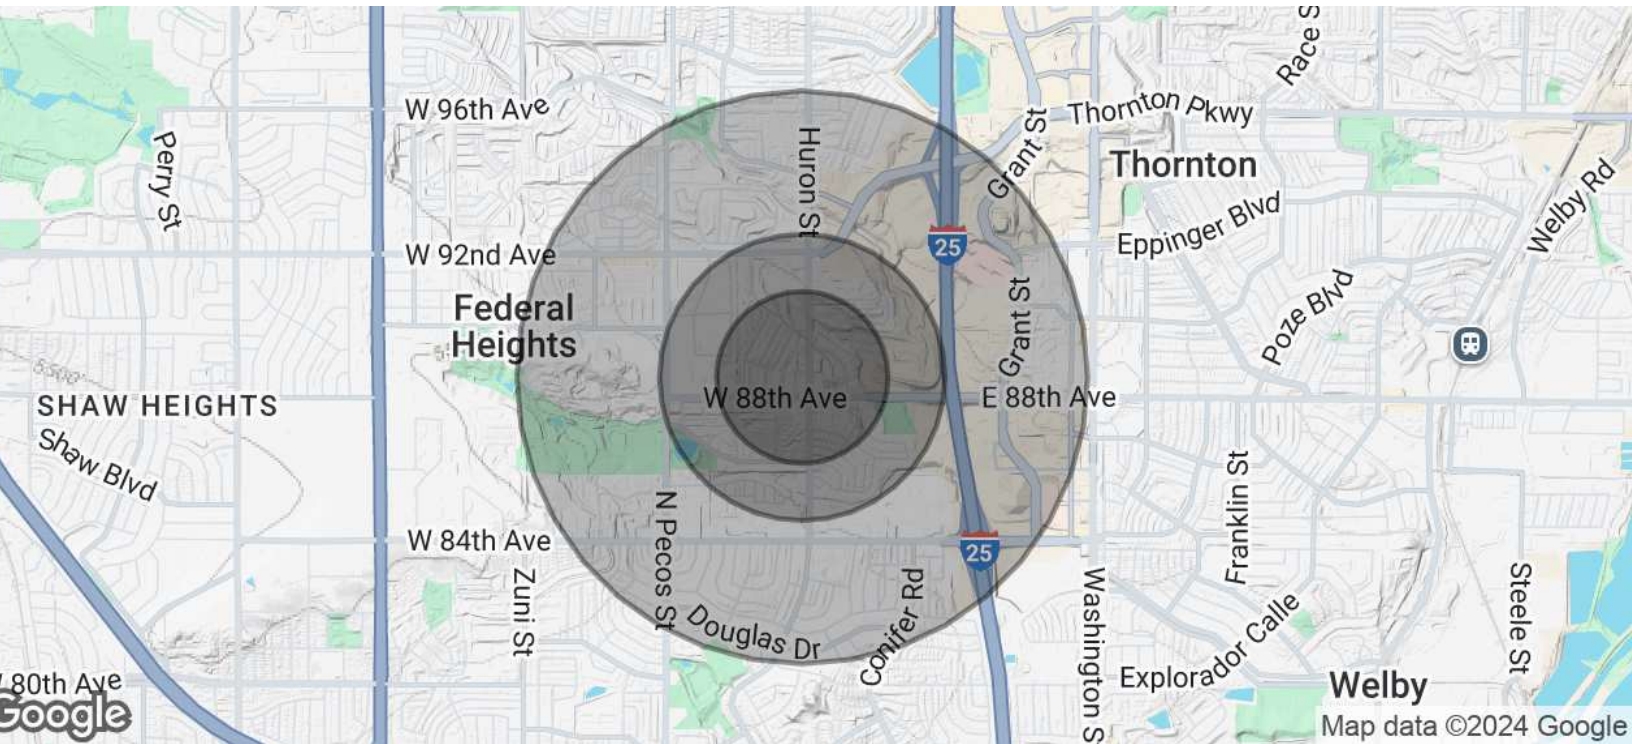 Race S
W 96th Ave
Thornton Pkwy
Grant St
Perry St
Huron St
Thornton
Welby Rd
Eppinger Blvd
W 92nd Ave
25
Federal
Heights
Grant St
Poze Blvd
SHAW HEIGHTS
W 88th Ave
E 88th Ave
Shaw Blvd
Franklin St
N Pecos St
W 84th Ave
25
Zuni St
Conifer Rd
Washington S
Steele St
Douglas Dr
Explorador Calle
80th Ave
Welby
Google
Map data ©2024 Google